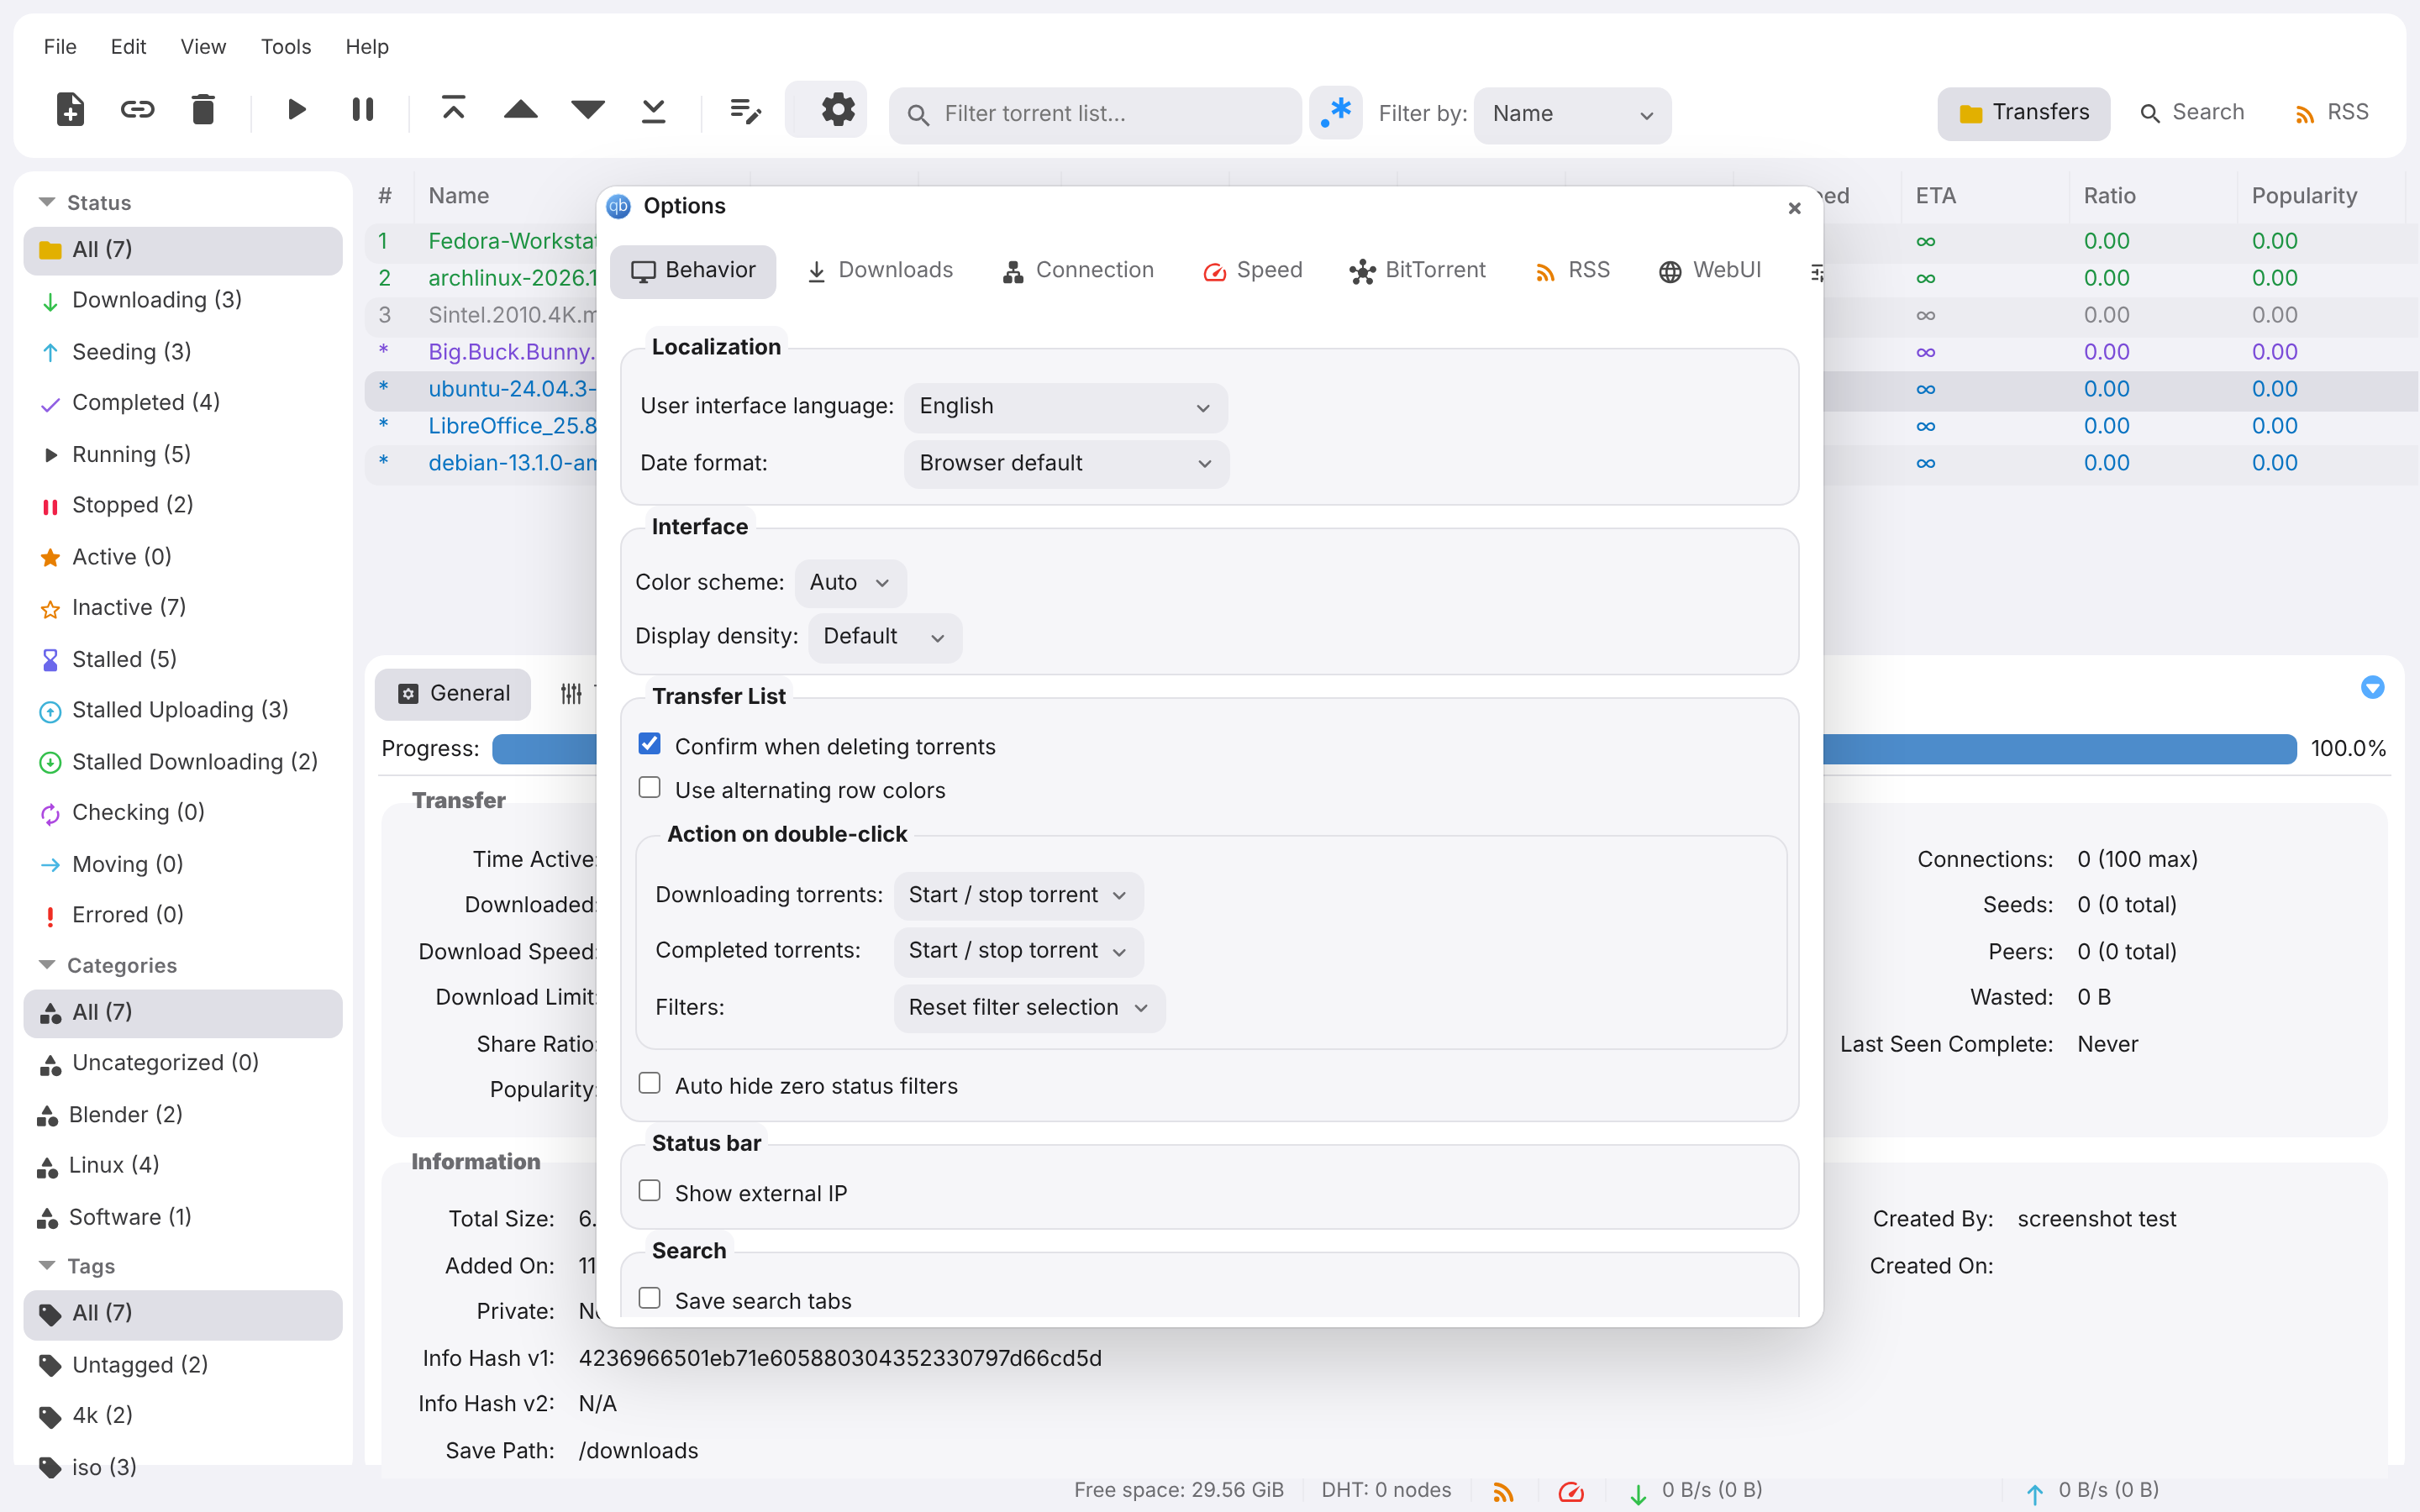 File Edit View Tools Help
Filter torrent list...
.* Filter by: Name
Transfers Search RSS
Status
All (7)
Downloading (3)
Seeding (3)
Completed (4)
Running (5)
Stopped (2)
Active (0)
Inactive (7)
Stalled (5)
Stalled Uploading (3)
Stalled Downloading (2)
Checking (0)
Moving (0)
Errored (0)
Categories
All (7)
Uncategorized (0)
Blender (2)
Linux (4)
Software (1)
Tags
All (7)
Untagged (2)
4k (2)
iso (3)
# Name ETA Ratio Popularity
1 Fedora-Worksta ∞ 0.00 0.00
2 archlinux-2026.1 ∞ 0.00 0.00
3 Sintel.2010.4K.m ∞ 0.00 0.00
* Big.Buck.Bunny. ∞ 0.00 0.00
* ubuntu-24.04.3- ∞ 0.00 0.00
* LibreOffice_25.8 ∞ 0.00 0.00
* debian-13.1.0-am ∞ 0.00 0.00
qb Options
Behavior Downloads Connection Speed BitTorrent RSS WebUI
Localization
User interface language: English
Date format: Browser default
Interface
Color scheme: Auto
Display density: Default
Transfer List
Confirm when deleting torrents
Use alternating row colors
Action on double-click
Downloading torrents: Start / stop torrent
Completed torrents: Start / stop torrent
Filters: Reset filter selection
Auto hide zero status filters
Status bar
Show external IP
Search
Save search tabs
General
Progress: 100.0%
Transfer
Time Active:
Downloaded:
Download Speed:
Download Limit:
Share Ratio:
Popularity:
Connections: 0 (100 max)
Seeds: 0 (0 total)
Peers: 0 (0 total)
Wasted: 0 B
Last Seen Complete: Never
Information
Total Size: 6.
Added On: 11
Private: No
Info Hash v1: 4236966501eb71e605880304352330797d66cd5d
Info Hash v2: N/A
Save Path: /downloads
Created By: screenshot test
Created On:
Free space: 29.56 GiB DHT: 0 nodes 0 B/s (0 B) 0 B/s (0 B)